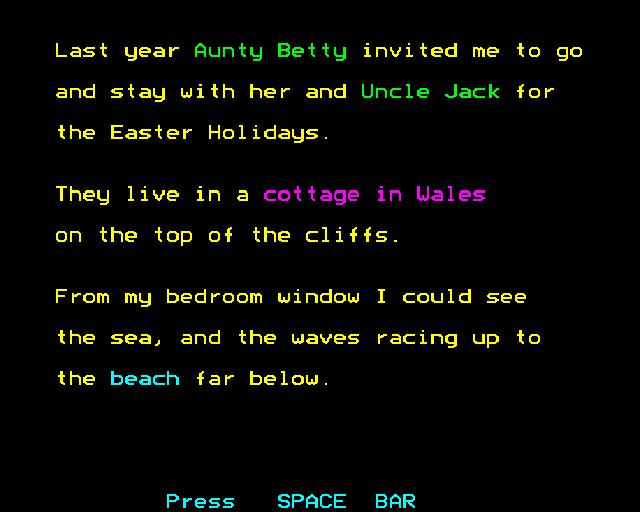 Last year Aunty Betty invited me to go
and stay with her and Uncle Jack for
the Easter Holidays.
They live in a cottage in Wales
on the top of the cliffs.
From my bedroom window I could see
the sea, and the waves racing up to
the beach far below.
Press SPACE BAR